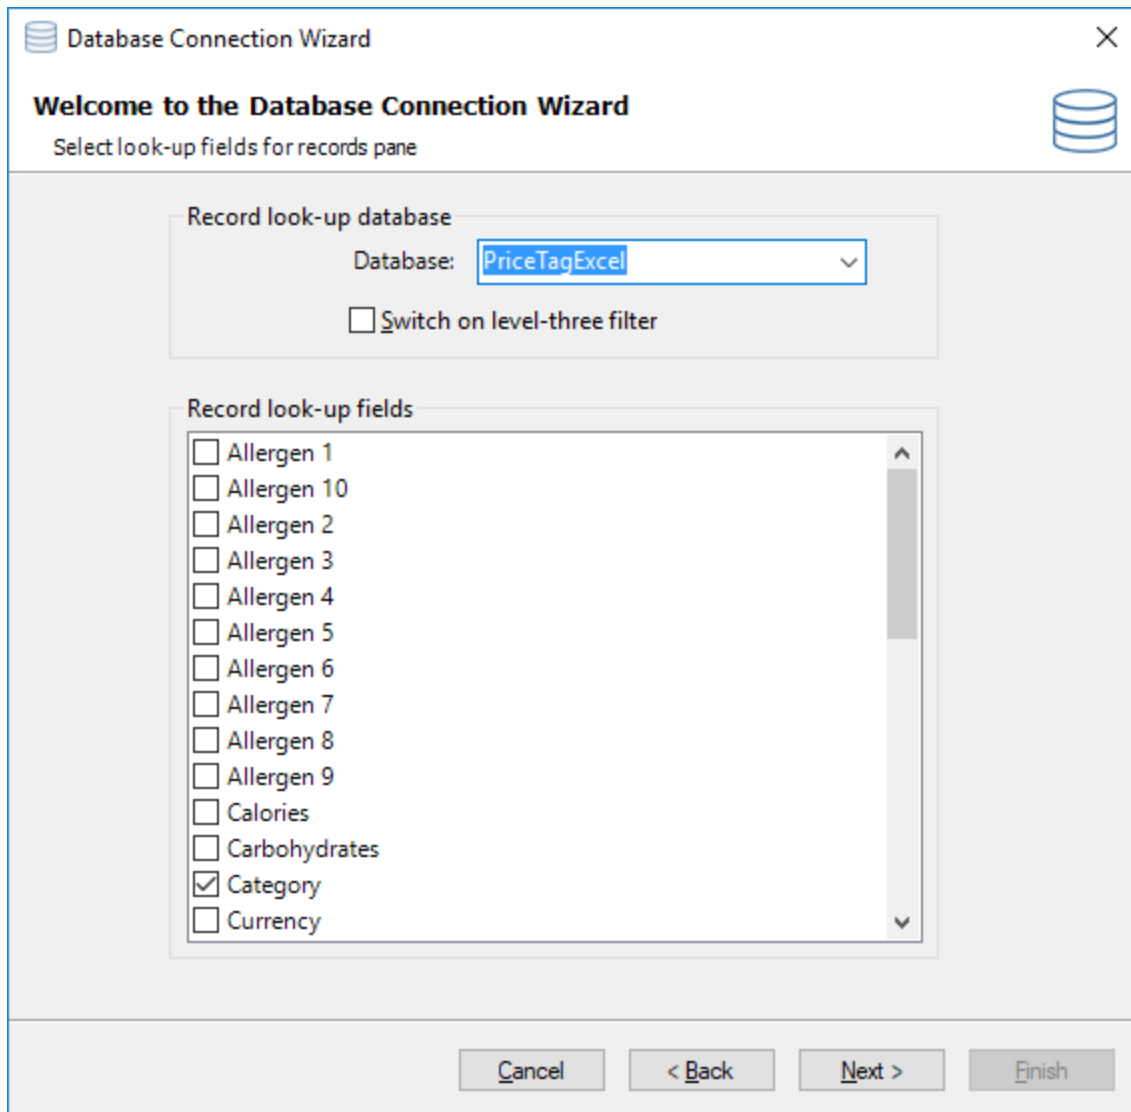 Database Connection Wizard
Welcome to the Database Connection Wizard
Select look-up fields for records pane
Record look-up database
Database: PriceTagExcel
Switch on level-three filter
Record look-up fields
Allergen 1
Allergen 10
Allergen 2
Allergen 3
Allergen 4
Allergen 5
Allergen 6
Allergen 7
Allergen 8
Allergen 9
Calories
Carbohydrates
Category
Currency
Cancel < Back Next > Finish